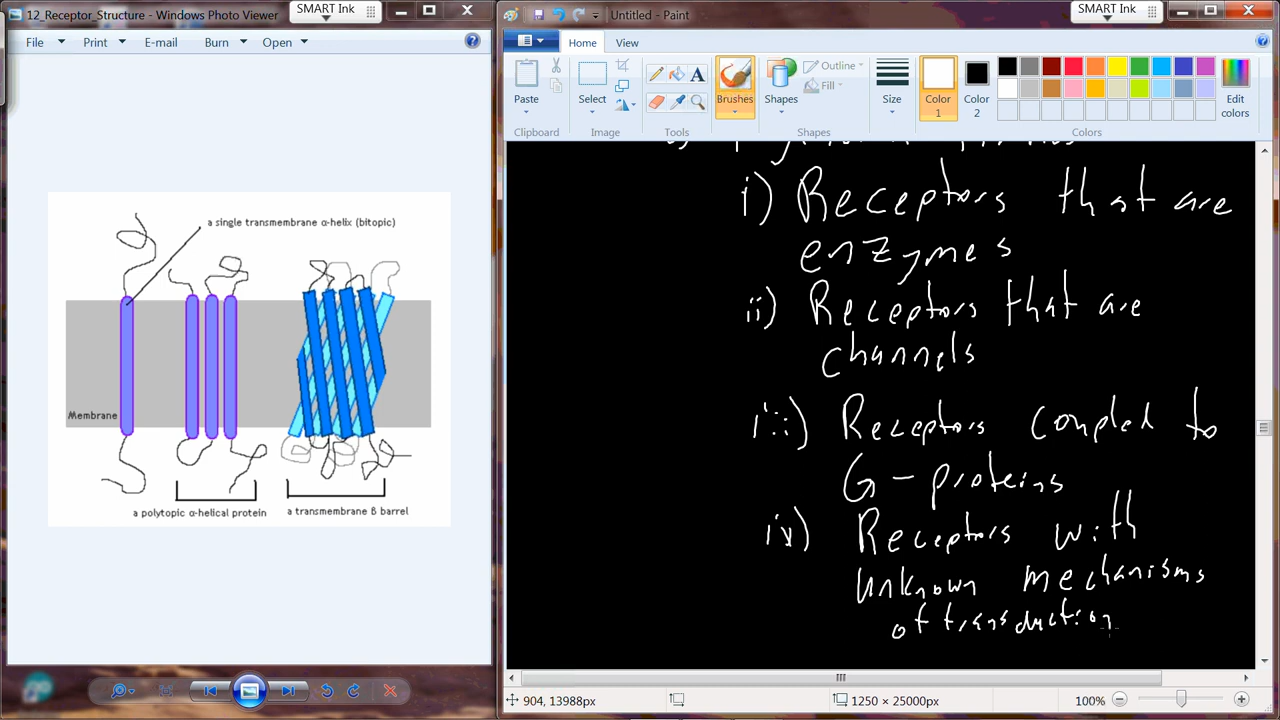 12_Receptor_Structure - Windows Photo Viewer
SMART Ink
File Print E-mail Burn Open
a single transmembrane α-helix (bitopic)
Membrane
a polytopic α-helical protein
a transmembrane β barrel
Untitled - Paint
SMART Ink
Home View
Paste
Select
Outline
Fill
Brushes
Shapes
Size
Color 1
Color 2
Edit colors
Clipboard Image Tools Shapes Colors
i) Receptors that are
enzymes
ii) Receptors that are
channels
iii) Receptors coupled to
G-proteins
iv) Receptors with
unknown mechanisms
of transduction
904, 13988px
1250 × 25000px
100%